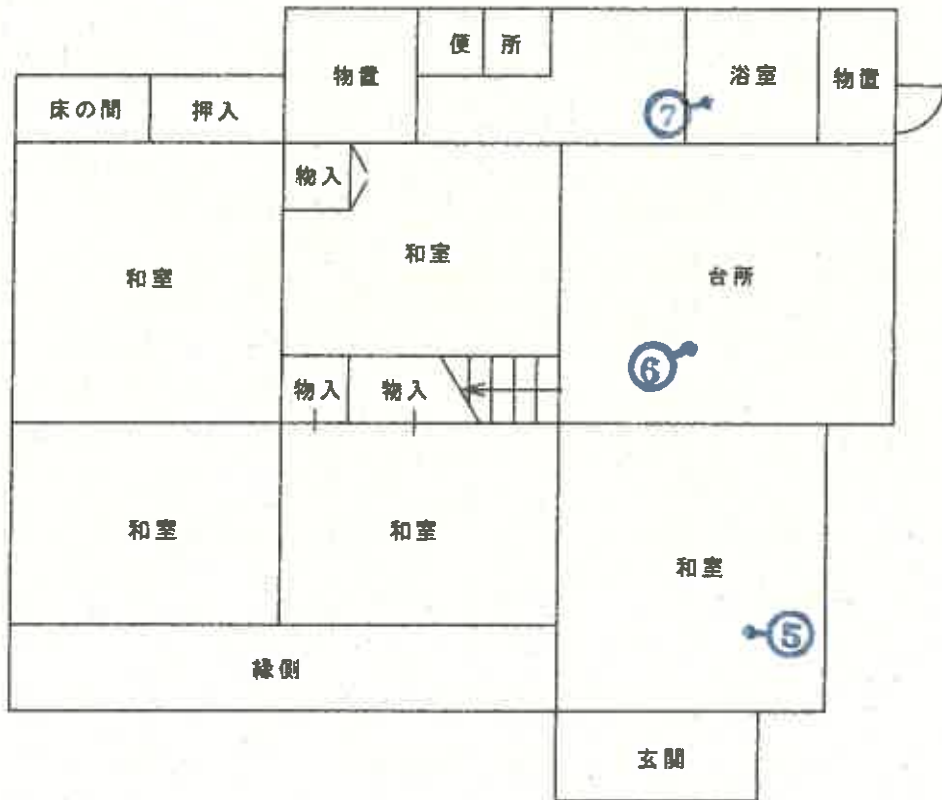 便 所
物置
浴室
物置
床の間
押入
⑦
物入
和室
和室
台所
⑥
物入
物入
和室
和室
和室
⑤
縁側
玄関